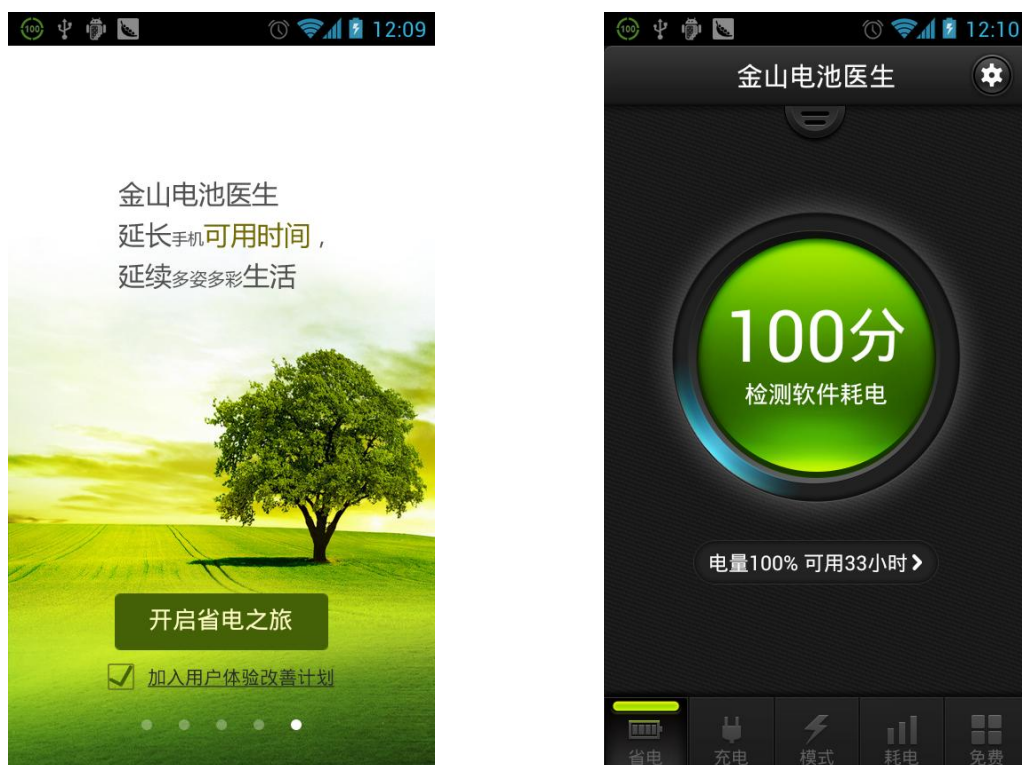 100 12:09
金山电池医生
延长手机可用时间，
延续多姿多彩生活
开启省电之旅
加入用户体验改善计划
100 12:10
金山电池医生
100分
检测软件耗电
电量100% 可用33小时
省电 充电 模式 耗电 免费